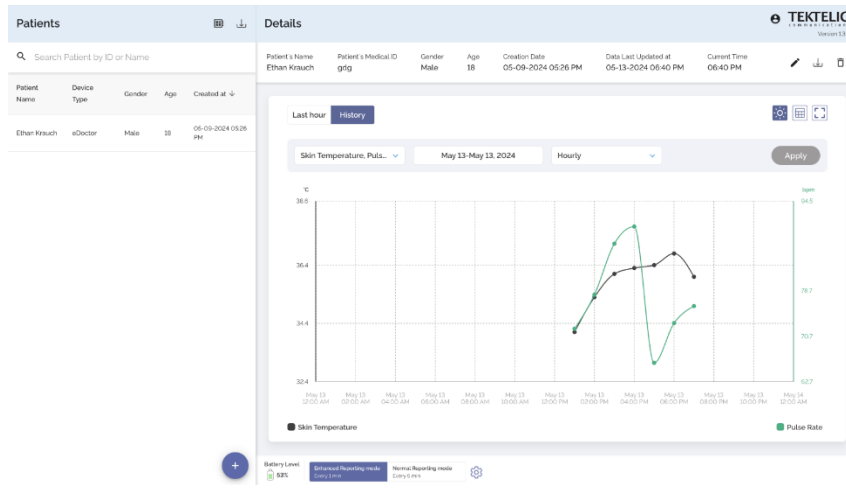 Patients
Search Patient by ID or Name
Patient Name
Device Type
Gender
Age
Created at
Ethan Krauch
eDoctor
Male
18
05-09-2024 05:26 PM
Details
TEKTELIC
communications
Patient's Name
Patient's Medical ID
Gender
Age
Creation Date
Data Last Updated at
Current Time
Ethan Krauch
gdg
Male
18
05-09-2024 05:26 PM
05-13-2024 06:40 PM
06:40 PM
Last hour
History
Skin Temperature, Puls...
May 13-May 13, 2024
Hourly
Apply
°C
bpm
38.6
94.5
36.4
78.7
34.4
70.7
32.4
62.7
May 13 12:00 AM
May 13 02:00 AM
May 13 04:00 AM
May 13 06:00 AM
May 13 08:00 AM
May 13 10:00 AM
May 13 12:00 PM
May 13 02:00 PM
May 13 04:00 PM
May 13 06:00 PM
May 13 08:00 PM
May 13 10:00 PM
May 14 12:00 AM
Skin Temperature
Pulse Rate
Battery Level
53%
Enhanced Reporting mode
Every 1 min
Normal Reporting mode
Every 5 min